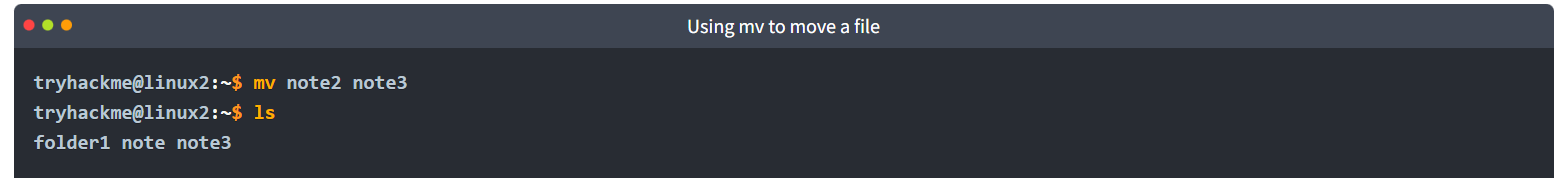 Using mv to move a file
tryhackme@linux2:~$ mv note2 note3
tryhackme@linux2:~$ ls
folder1 note note3